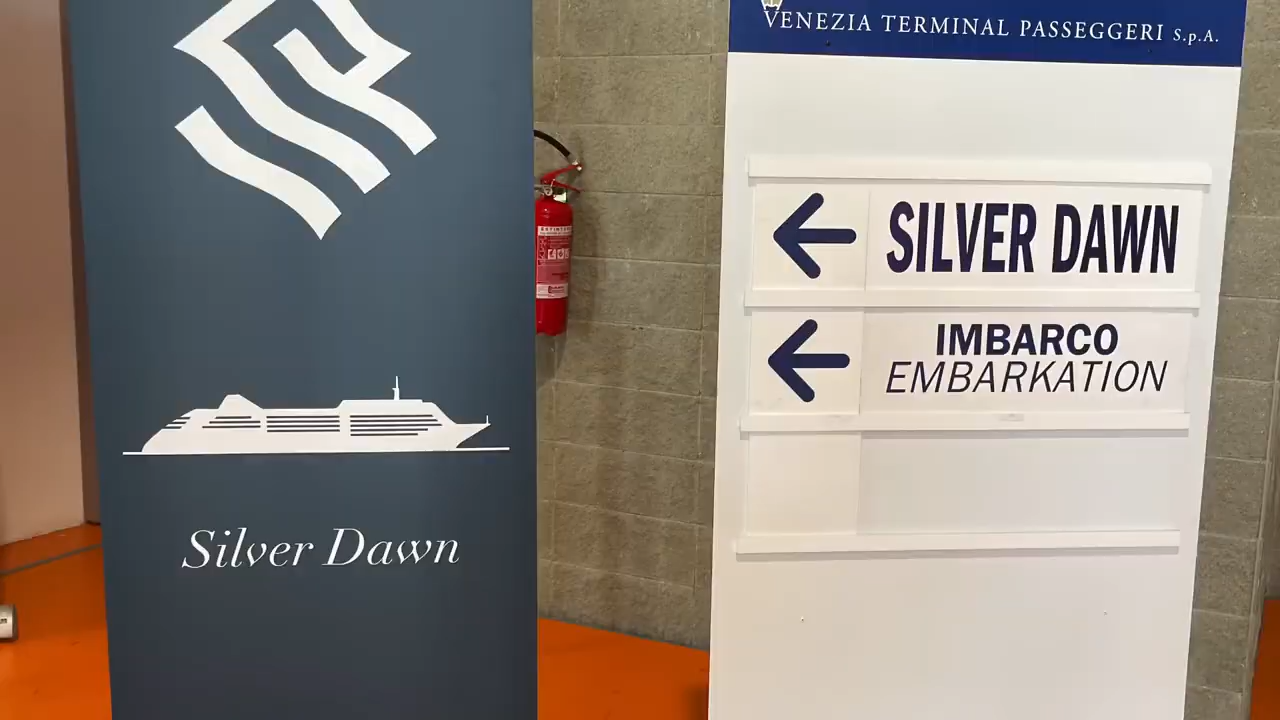 Silver Dawn
VENEZIA TERMINAL PASSEGGERI S.p.A.
SILVER DAWN
IMBARCO
EMBARKATION